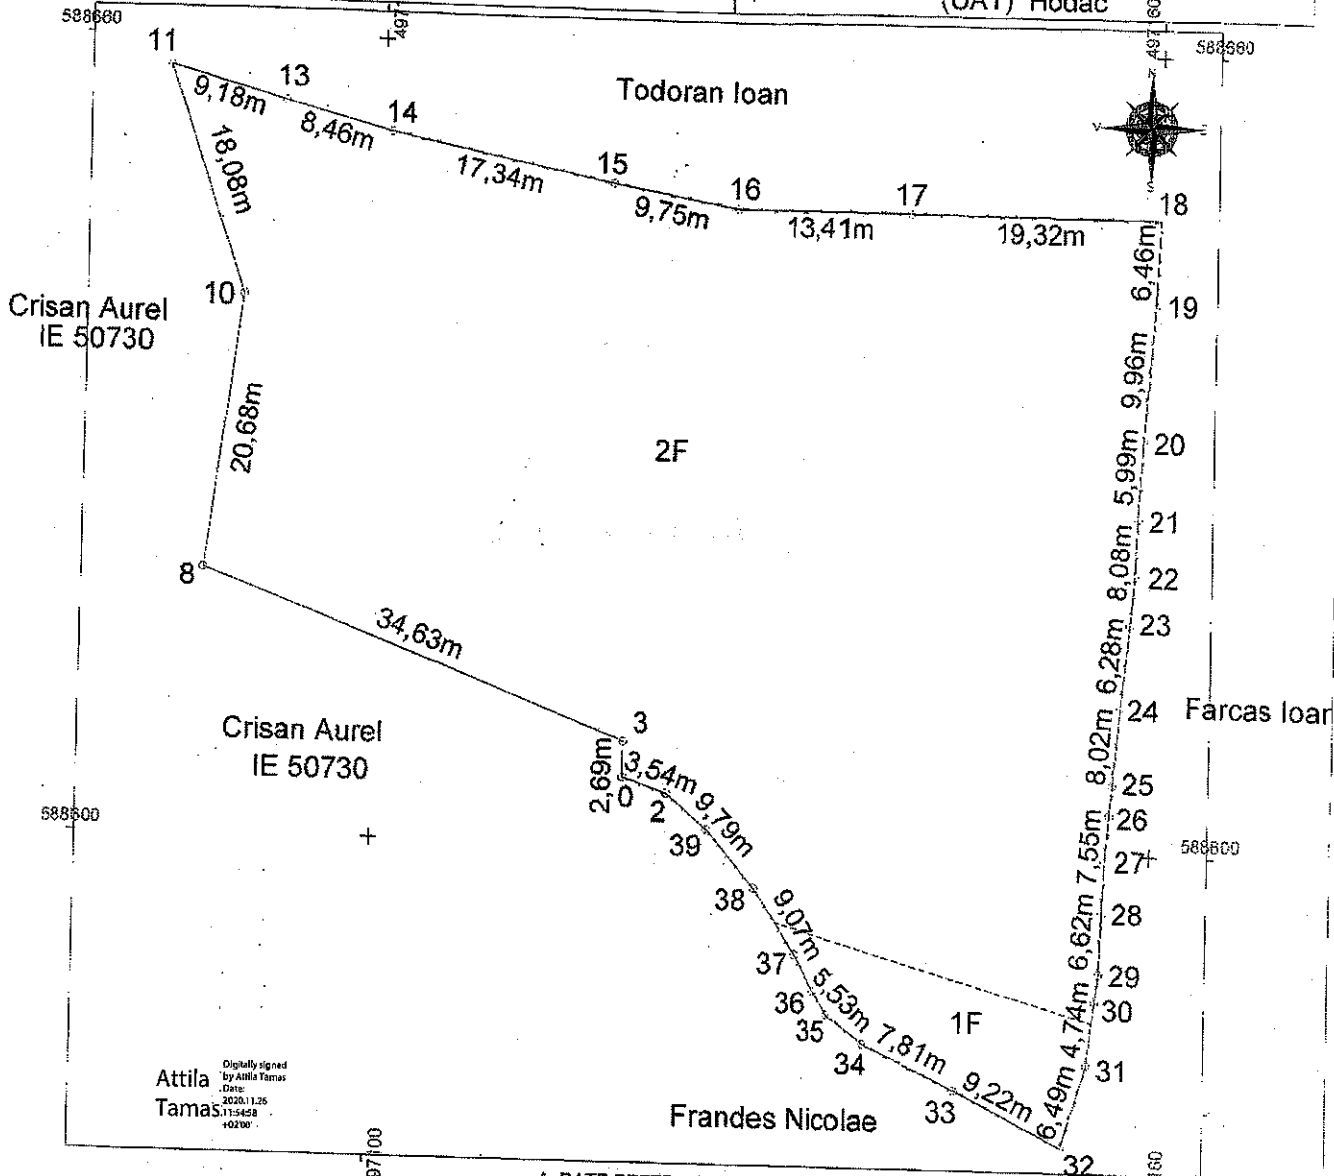 (UAT) Hodac
588660
497
497160
588660
11
13
9,18m
14
8,46m
Todoran Ioan
18,08m
17,34m
15
9,75m
16
13,41m
17
19,32m
18
V
E
N
S
6,46m
19
Crisan Aurel
IE 50730
10
9,96m
20,68m
2F
20
5,99m
21
8
8,08m
22
23
34,63m
6,28m
24
Farcas Ioan
3
Crisan Aurel
IE 50730
2,69m
3,54m
0
2
8,02m
25
26
588600
9,79m
39
7,55m
27
588600
38
28
9,07m
6,62m
37
29
36
5,53m
35
30
1F
4,74m
34
7,81m
31
Attila
Tamas
Digitally signed
by Attila Tamas
Date:
2020.11.26
11:54:58
+02'00'
9,22m
33
6,49m
Frandes Nicolae
32
97100
160